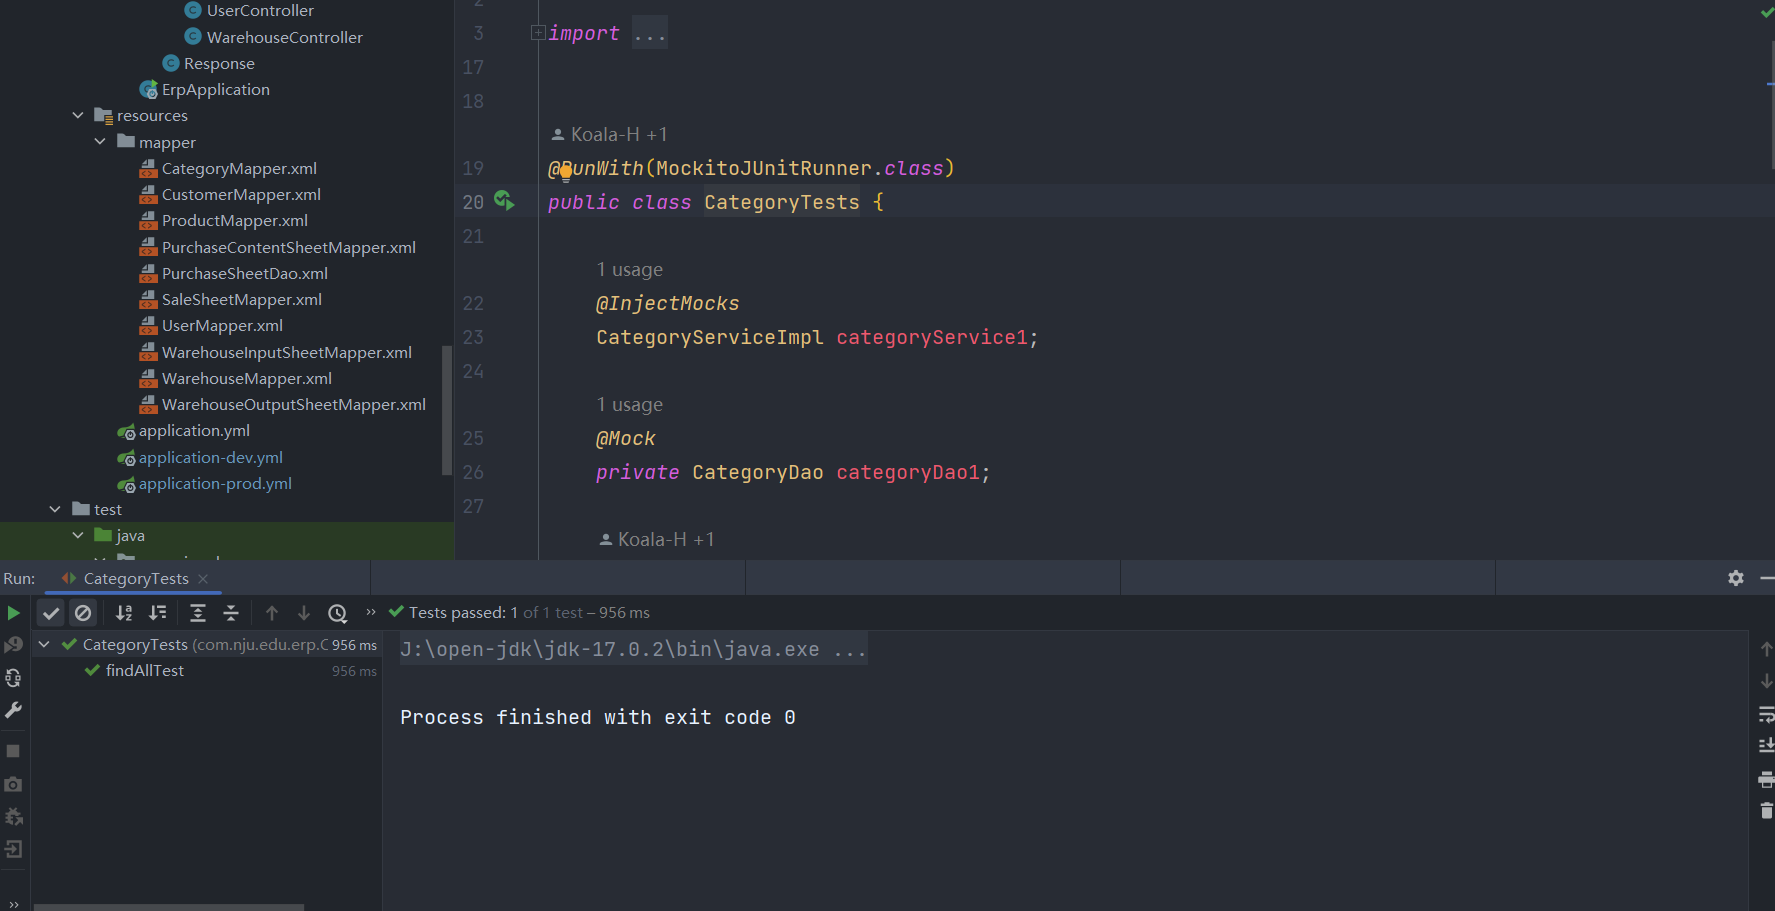 UserController
WarehouseController
Response
ErpApplication
resources
mapper
CategoryMapper.xml
CustomerMapper.xml
ProductMapper.xml
PurchaseContentSheetMapper.xml
PurchaseSheetDao.xml
SaleSheetMapper.xml
UserMapper.xml
WarehouseInputSheetMapper.xml
WarehouseMapper.xml
WarehouseOutputSheetMapper.xml
application.yml
application-dev.yml
application-prod.yml
test
java
2
3 import ...
17
18
Koala-H +1
19 @RunWith(MockitoJUnitRunner.class)
20 public class CategoryTests {
21
1 usage
22 @InjectMocks
23 CategoryServiceImpl categoryService1;
24
1 usage
25 @Mock
26 private CategoryDao categoryDao1;
27
Koala-H +1
Run: CategoryTests
Tests passed: 1 of 1 test – 956 ms
CategoryTests (com.nju.edu.erp.C 956 ms
findAllTest 956 ms
J:\open-jdk\jdk-17.0.2\bin\java.exe ...
Process finished with exit code 0